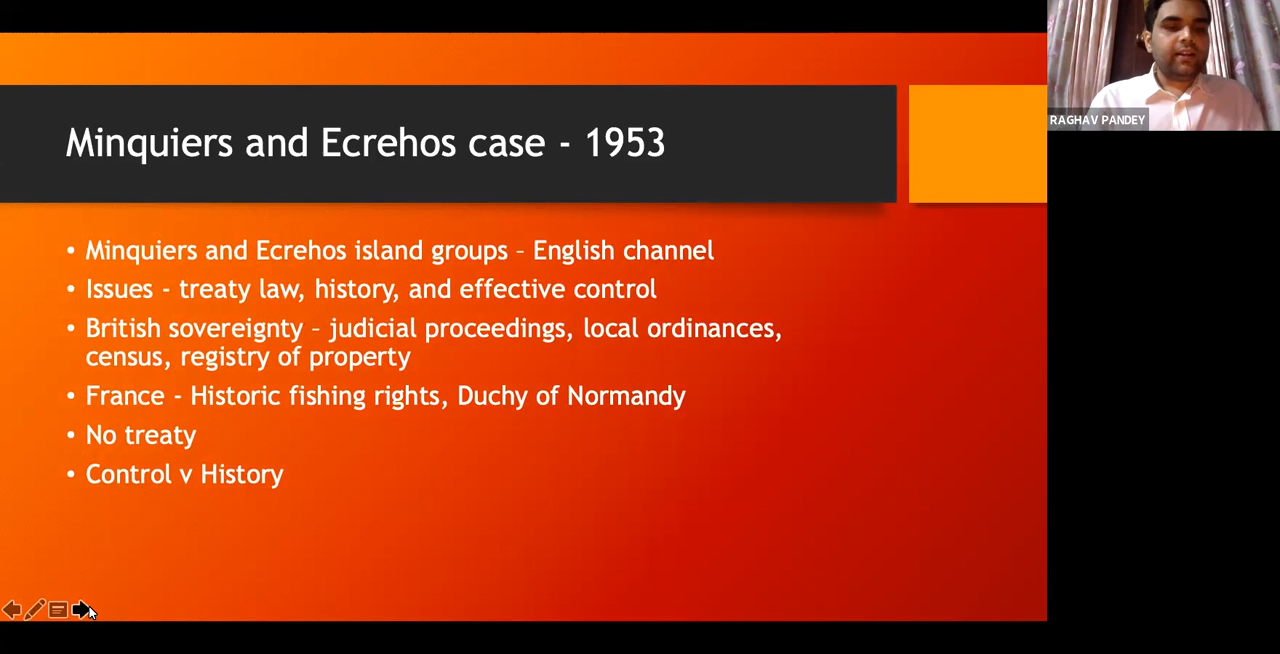 Minquiers and Ecrehos case - 1953
• Minquiers and Ecrehos island groups – English channel
• Issues - treaty law, history, and effective control
• British sovereignty – judicial proceedings, local ordinances,
census, registry of property
• France - Historic fishing rights, Duchy of Normandy
• No treaty
• Control v History
RAGHAV PANDEY